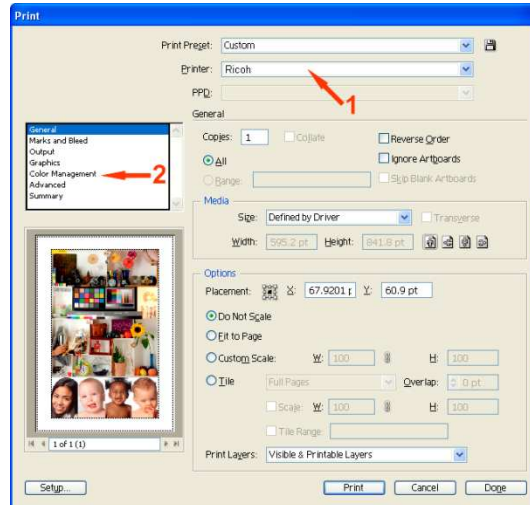 Print
Print Preset: Custom
Printer: Ricoh
PPD:
1
General
General
Marks and Bleed
Output
Graphics
Color Management
Advanced
Summary
2
Copies: 1 Collate Reverse Order
All Ignore Artboards
Range: Skip Blank Artboards
Media
Size: Defined by Driver Transverse
Width: 595.2 pt Height: 841.8 pt
Options
Placement: X: 67.9201 p Y: 60.9 pt
Do Not Scale
Fit to Page
Custom Scale: W: 100 H: 100
Tile Full Pages Overlap: 0 pt
Scale: W: 100 H: 100
Tile Range:
Print Layers: Visible & Printable Layers
1 of 1 (1)
Setup... Print Cancel Done